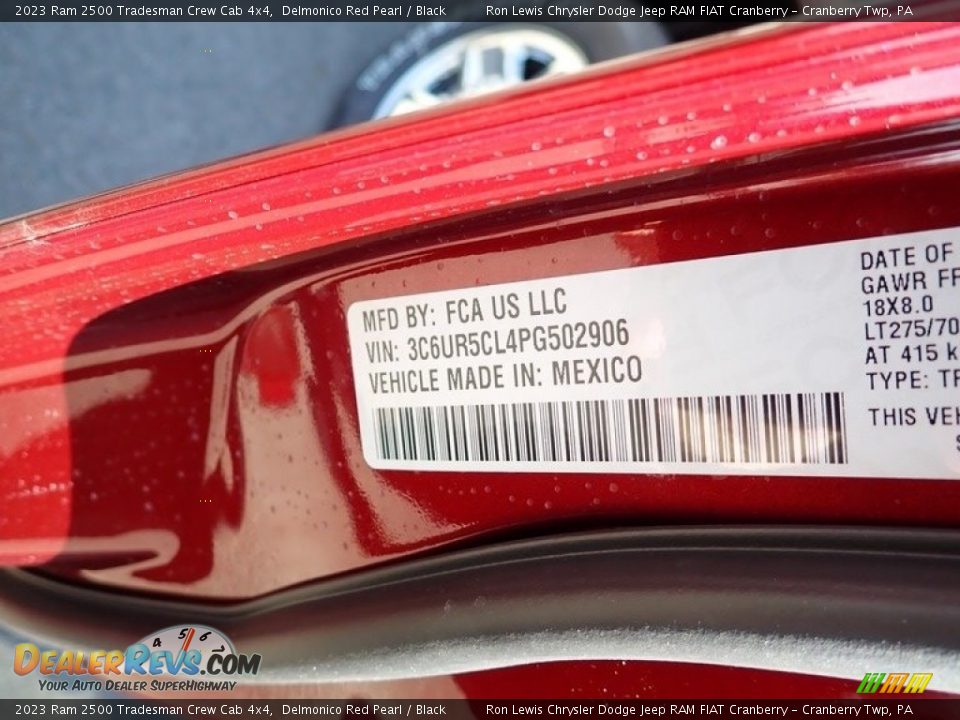 2023 Ram 2500 Tradesman Crew Cab 4x4, Delmonico Red Pearl / Black Ron Lewis Chrysler Dodge Jeep RAM FIAT Cranberry - Cranberry Twp, PA
MFD BY: FCA US LLC
VIN: 3C6UR5CL4PG502906
VEHICLE MADE IN: MEXICO
DATE OF
GAWR FR
18X8.0
LT275/70
AT 415 k
TYPE: TR
THIS VEH
4 5 6
DealerRevs.com
Your Auto Dealer SuperHighway
2023 Ram 2500 Tradesman Crew Cab 4x4, Delmonico Red Pearl / Black Ron Lewis Chrysler Dodge Jeep RAM FIAT Cranberry - Cranberry Twp, PA